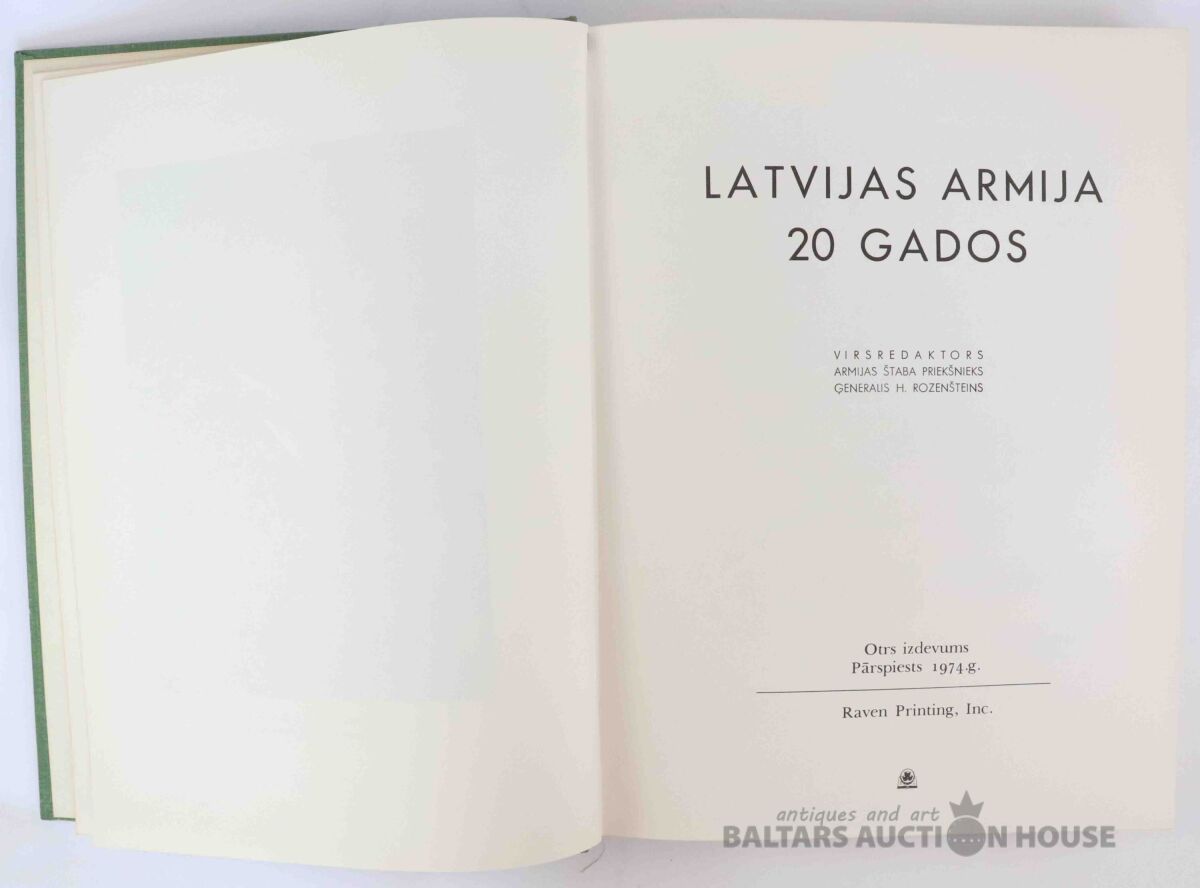 LATVIJAS ARMIJA
20 GADOS
VIRSREDAKTORS
ARMIJAS ŠTABA PRIEKŠNIEKS
ĢENERALIS H. ROZENŠTEINS
Otrs izdevums
Pārspiests 1974.g.
Raven Printing, Inc.
antiques and art
BALTARS AUCTION HOUSE